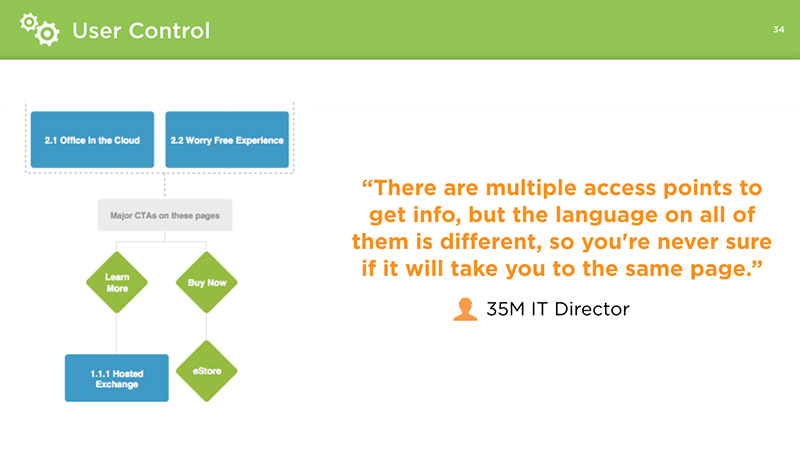 User Control
34
2.1 Office in the Cloud
2.2 Worry Free Experience
Major CTAs on these pages
Learn
More
Buy Now
1.1.1 Hosted
Exchange
eStore
“There are multiple access points to
get info, but the language on all of
them is different, so you're never sure
if it will take you to the same page.”
35M IT Director